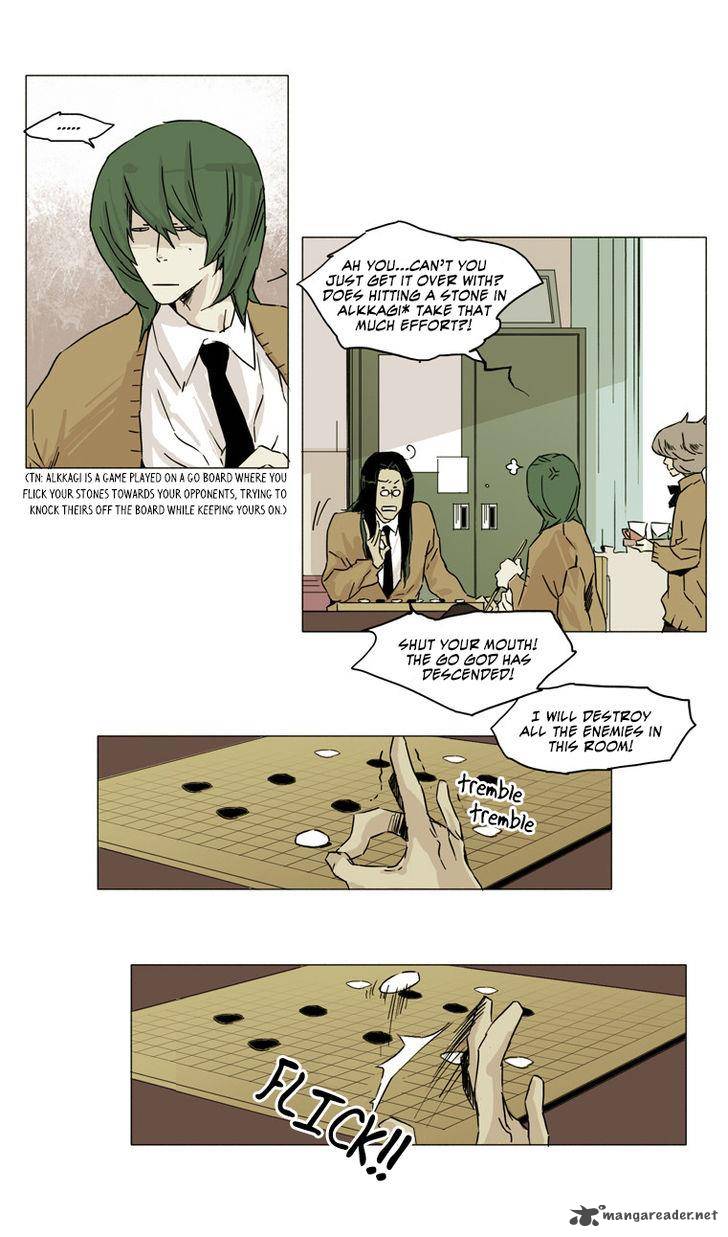 .....
AH YOU...CAN'T YOU
JUST GET IT OVER WITH?
DOES HITTING A STONE IN
ALKKAGI* TAKE THAT
MUCH EFFORT?!
(TN: ALKKAGI IS A GAME PLAYED ON A GO BOARD WHERE YOU
FLICK YOUR STONES TOWARDS YOUR OPPONENTS, TRYING TO
KNOCK THEIRS OFF THE BOARD WHILE KEEPING YOURS ON.)
SHUT YOUR MOUTH!
THE GO GOD HAS
DESCENDED!
I WILL DESTROY
ALL THE ENEMIES IN
THIS ROOM!
tremble
tremble
FLICK!!
mangareader.net